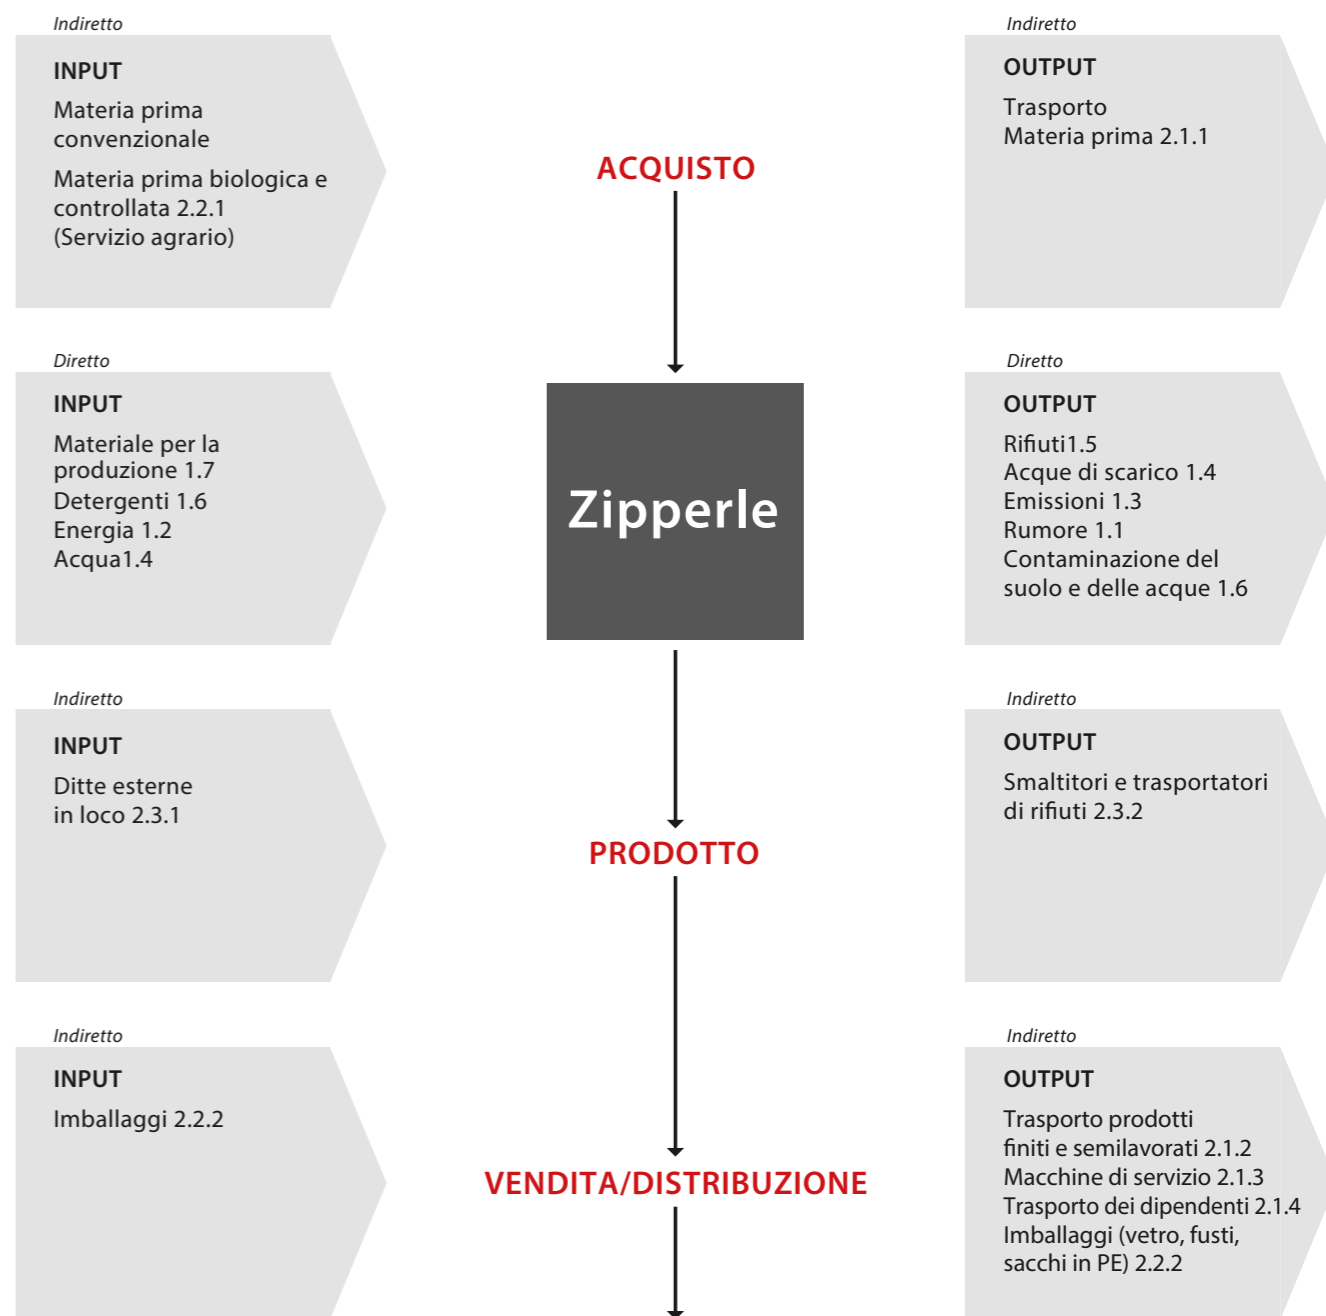 Indiretto
INPUT
Materia prima
convenzionale
Materia prima biologica e
controllata 2.2.1
(Servizio agrario)
ACQUISTO
Indiretto
OUTPUT
Trasporto
Materia prima 2.1.1
Diretto
INPUT
Materiale per la
produzione 1.7
Detergenti 1.6
Energia 1.2
Acqua1.4
Zipperle
Diretto
OUTPUT
Rifiuti1.5
Acque di scarico 1.4
Emissioni 1.3
Rumore 1.1
Contaminazione del
suolo e delle acque 1.6
Indiretto
INPUT
Ditte esterne
in loco 2.3.1
PRODOTTO
Indiretto
OUTPUT
Smaltitori e trasportatori
di rifiuti 2.3.2
Indiretto
INPUT
Imballaggi 2.2.2
VENDITA/DISTRIBUZIONE
Indiretto
OUTPUT
Trasporto prodotti
finiti e semilavorati 2.1.2
Macchine di servizio 2.1.3
Trasporto dei dipendenti 2.1.4
Imballaggi (vetro, fusti,
sacchi in PE) 2.2.2